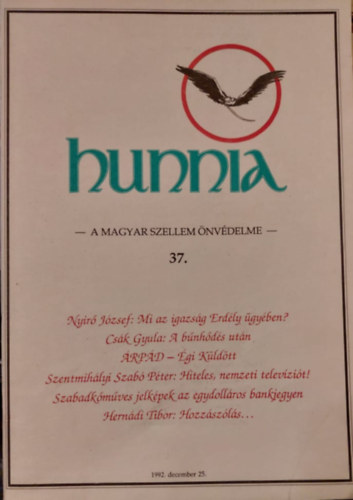 hunnia
— A MAGYAR SZELLEM ÖNVÉDELME —
37.
Nyírő József: Mi az igazság Erdély ügyében?
Csák Gyula: A bűnhődés után
ÁRPÁD – Égi Küldött
Szentmihályi Szabó Péter: Hiteles, nemzeti televíziót!
Szabadkőműves jelképek az egydolláros bankjegyen
Hernádi Tibor: Hozzászólás…
1992. december 25.